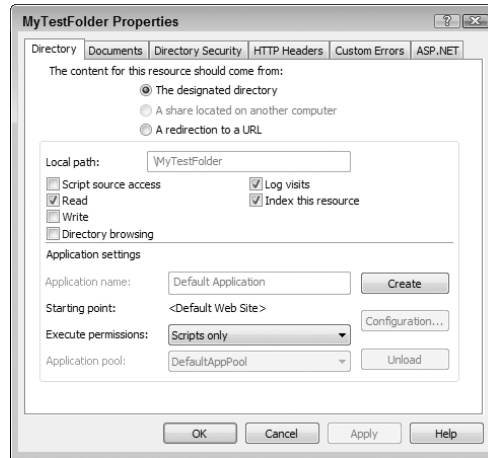 MyTestFolder Properties
Directory Documents Directory Security HTTP Headers Custom Errors ASP.NET
The content for this resource should come from:
The designated directory
A share located on another computer
A redirection to a URL
Local path: \MyTestFolder
Script source access Log visits
Read Index this resource
Write
Directory browsing
Application settings
Application name: Default Application Create
Starting point: <Default Web Site>
Configuration...
Execute permissions: Scripts only
Application pool: DefaultAppPool Unload
OK Cancel Apply Help